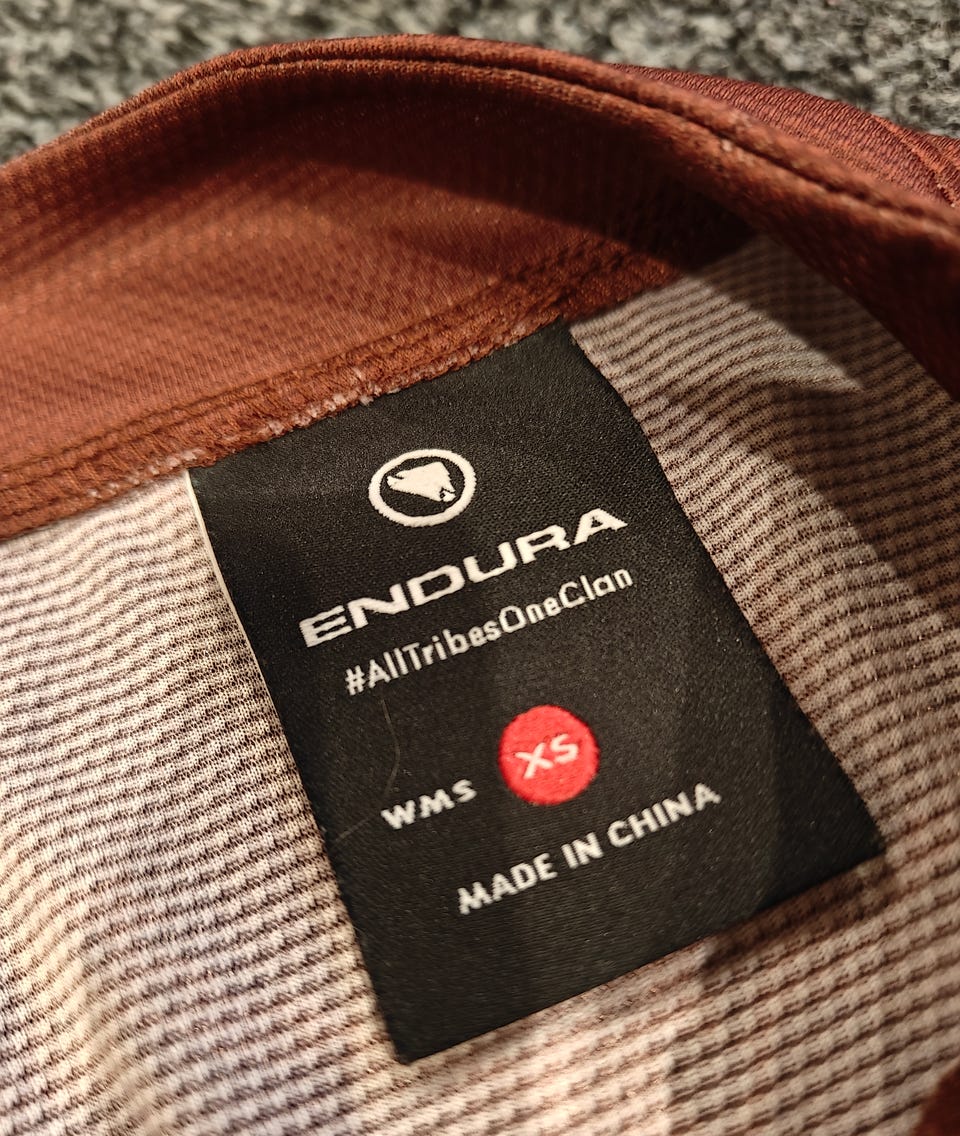 ENDURA
#AllTribesOneClan
WMS XS
MADE IN CHINA